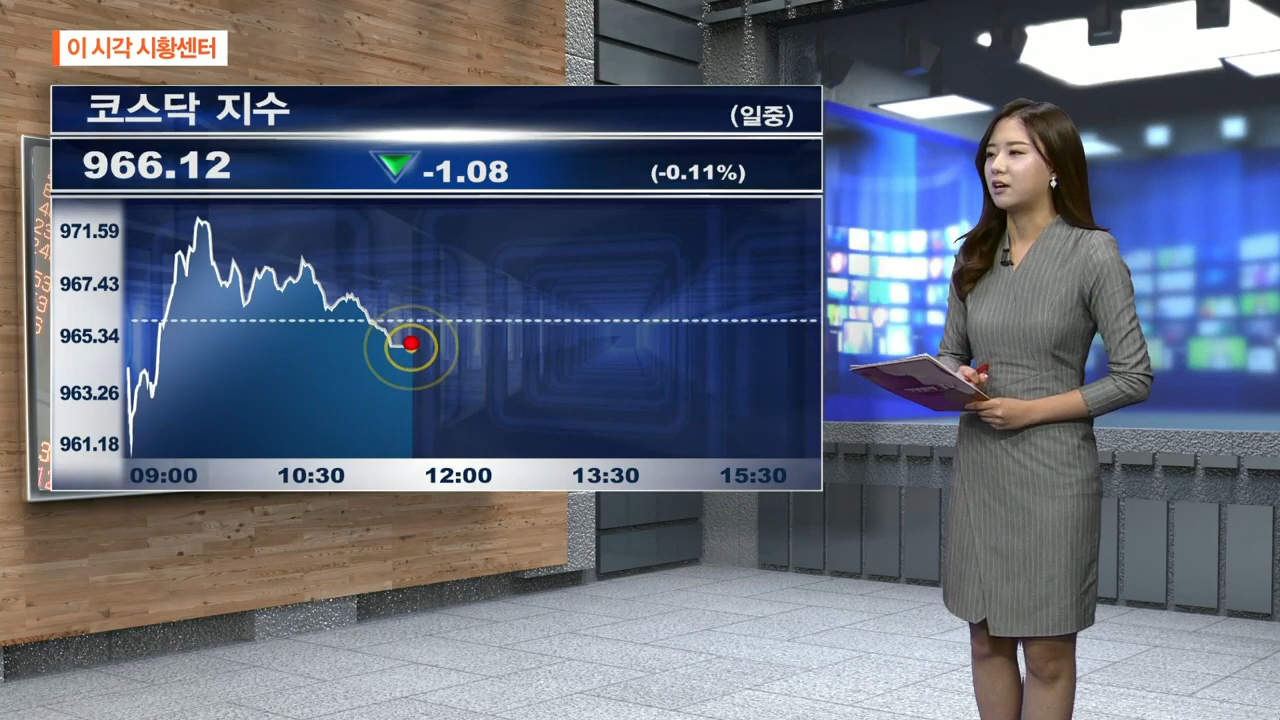 이 시각 시황센터
코스닥 지수 (일중)
966.12 -1.08 (-0.11%)
971.59
967.43
965.34
963.26
961.18
09:00 10:30 12:00 13:30 15:30